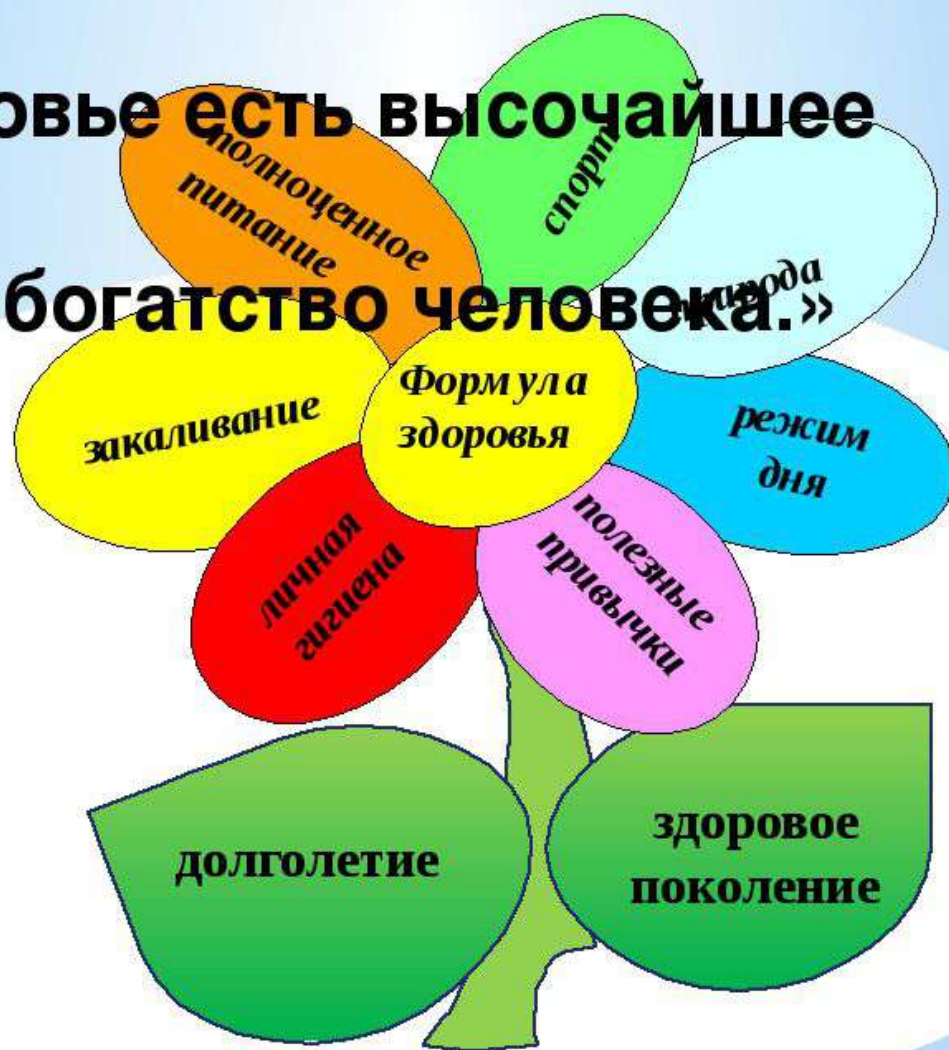 овье есть высочайшее
богатство человека.»
полноценное
питание
спорт
природа
закаливание
Формула
здоровья
режим
дня
личная
гигиена
полезные
привычки
долголетие
здоровое
поколение